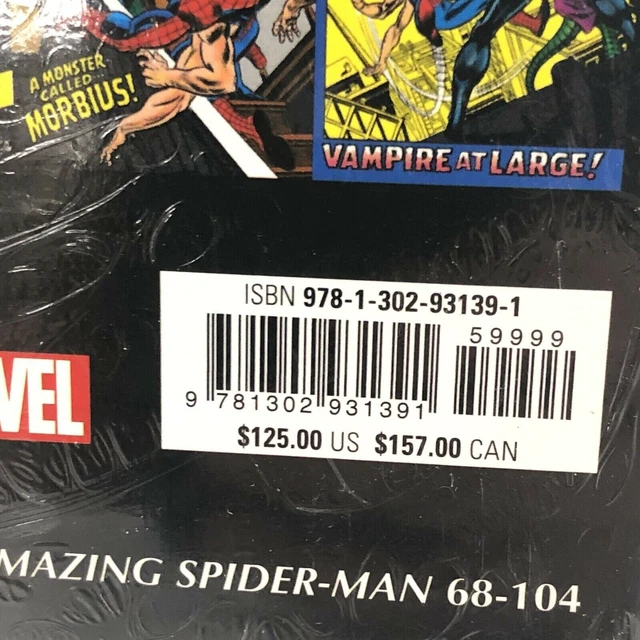 A MONSTER
CALLED...
MORBIUS!
VAMPIRE AT LARGE!
ISBN 978-1-302-93139-1
59999
9 781302 931391
$125.00 US $157.00 CAN
VEL
MAZING SPIDER-MAN 68-104